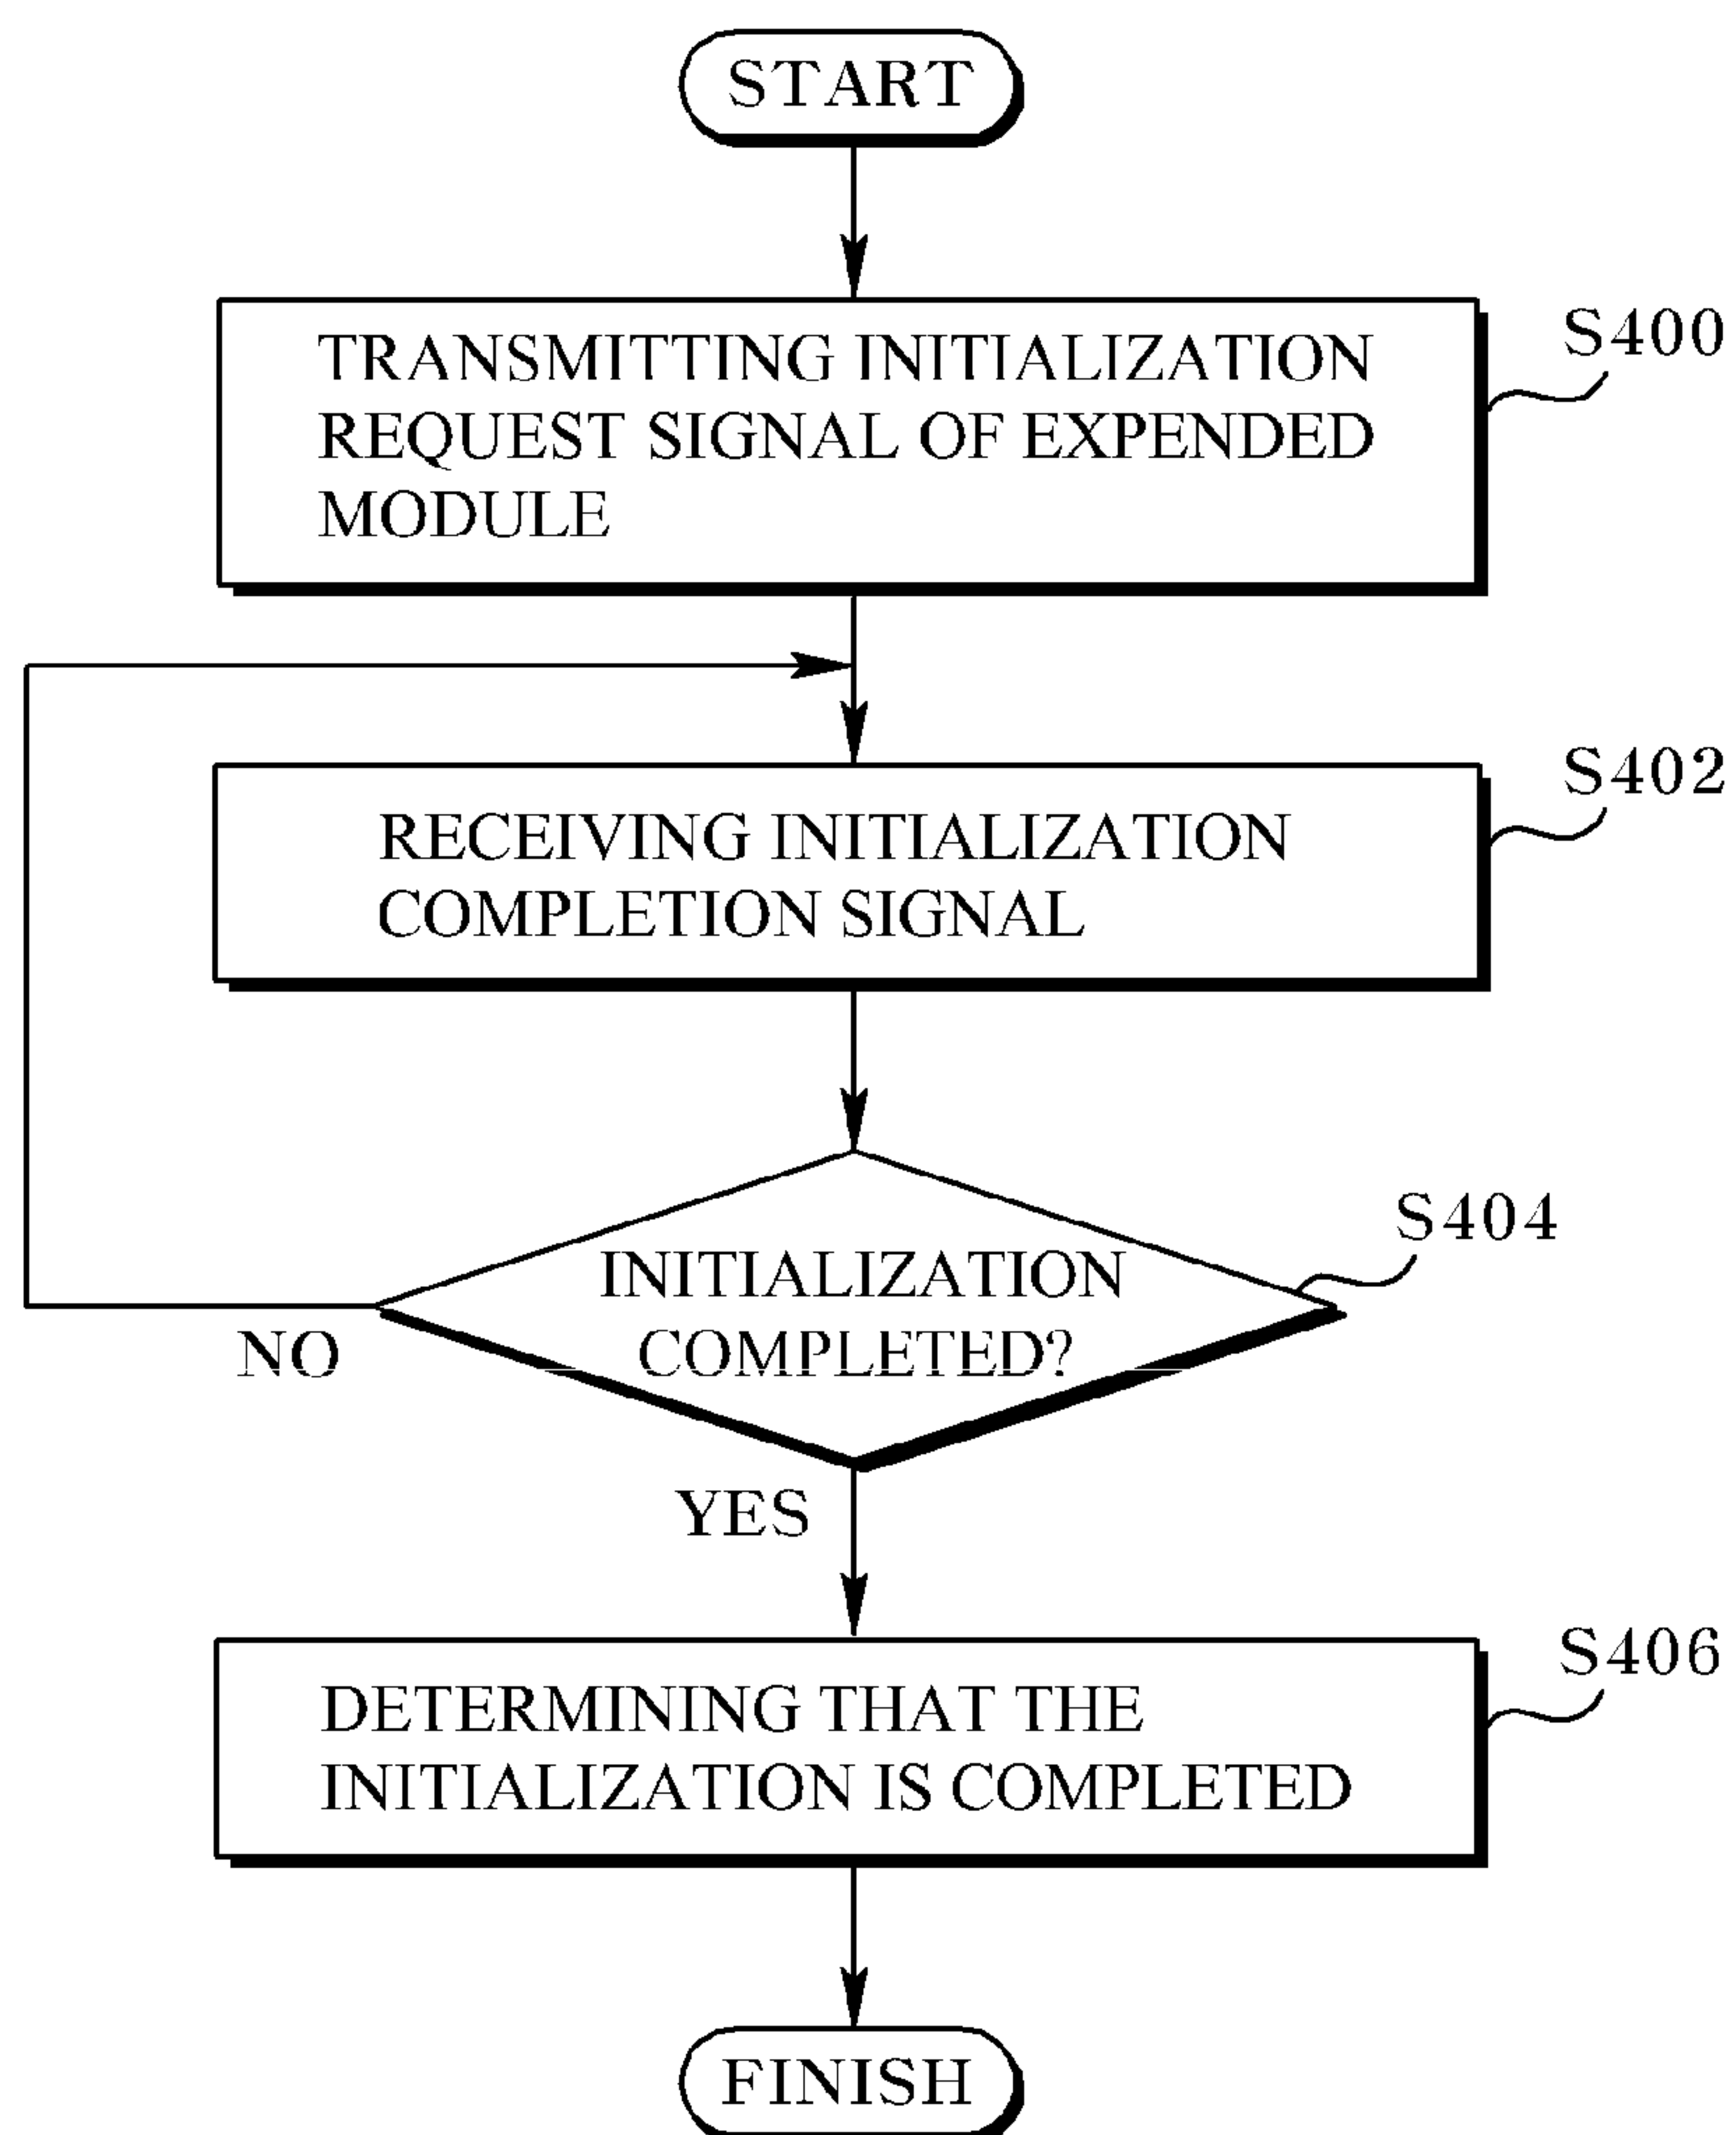 START
TRANSMITTING INITIALIZATION
REQUEST SIGNAL OF EXPENDED
MODULE
S400
RECEIVING INITIALIZATION
COMPLETION SIGNAL
S402
INITIALIZATION
COMPLETED?
S404
NO
YES
DETERMINING THAT THE
INITIALIZATION IS COMPLETED
S406
FINISH